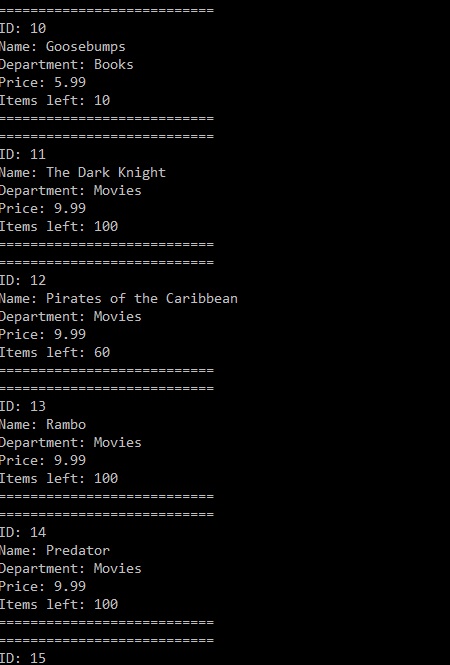 ===========================
ID: 10
Name: Goosebumps
Department: Books
Price: 5.99
Items left: 10
===========================
===========================
ID: 11
Name: The Dark Knight
Department: Movies
Price: 9.99
Items left: 100
===========================
===========================
ID: 12
Name: Pirates of the Caribbean
Department: Movies
Price: 9.99
Items left: 60
===========================
===========================
ID: 13
Name: Rambo
Department: Movies
Price: 9.99
Items left: 100
===========================
===========================
ID: 14
Name: Predator
Department: Movies
Price: 9.99
Items left: 100
===========================
===========================
ID: 15